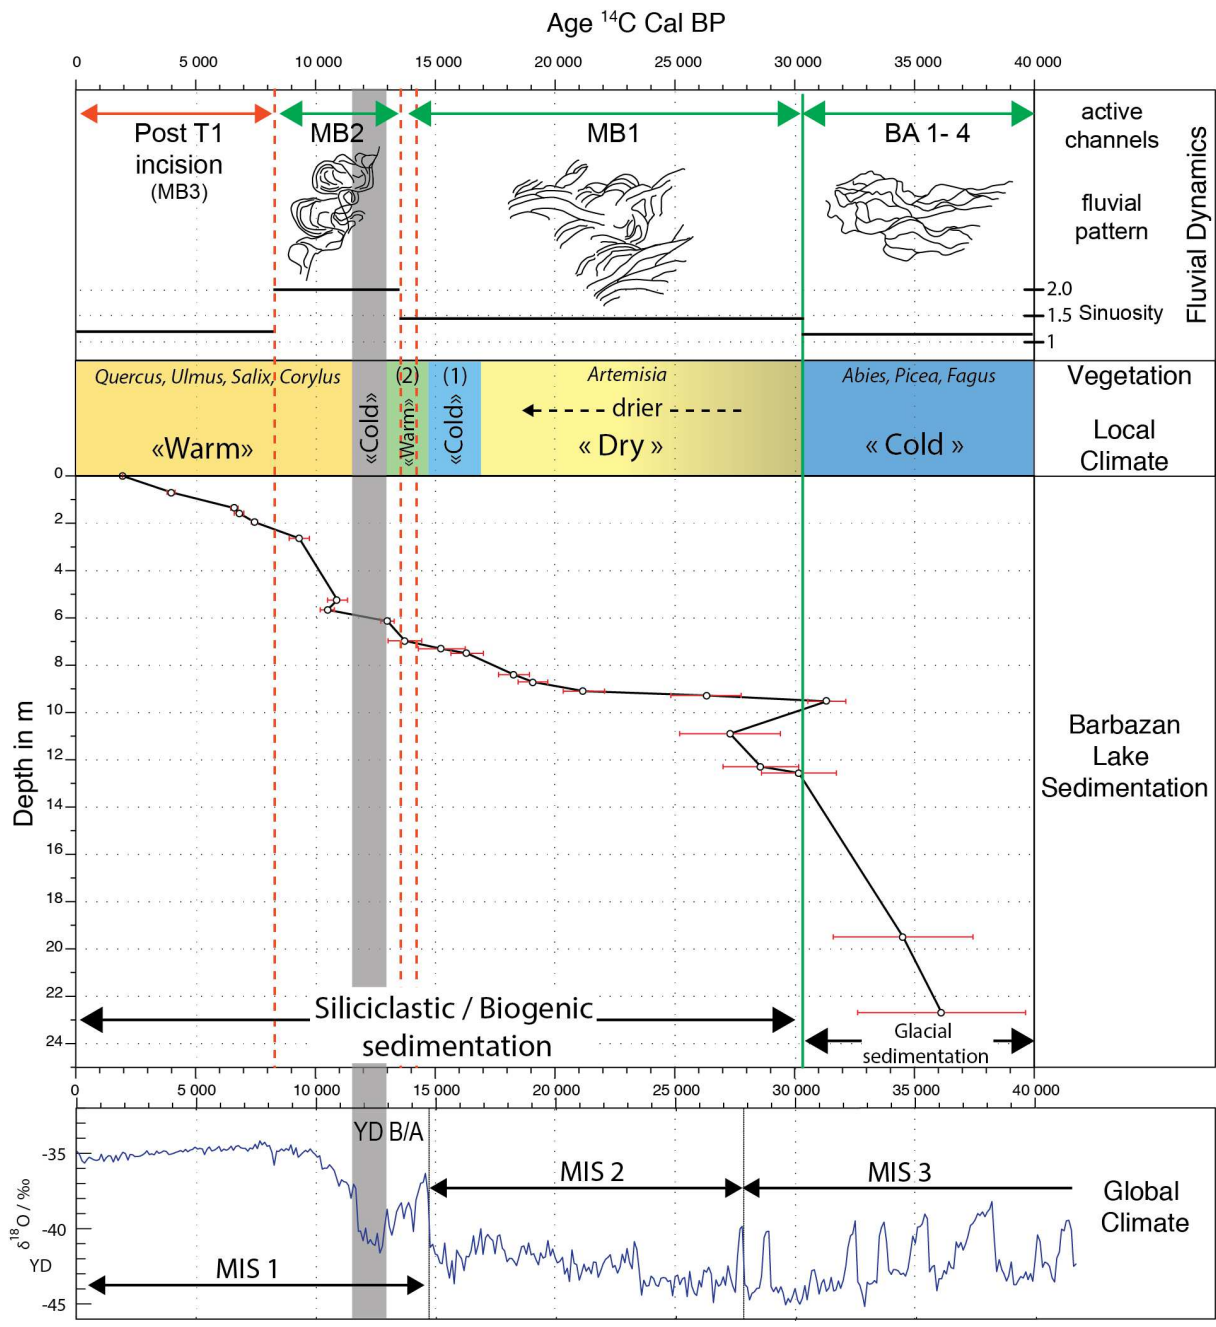 Age ¹⁴C Cal BP
0 5 000 10 000 15 000 20 000 25 000 30 000 35 000 40 000
Post T1
incision
(MB3)
MB2
MB1
BA 1- 4
active
channels
fluvial
pattern
Fluvial Dynamics
2.0
1.5 Sinuosity
1
Quercus, Ulmus, Salix, Corylus
«Warm»
«Cold»
(2)
«Warm»
(1)
«Cold»
Artemisia
drier
« Dry »
Abies, Picea, Fagus
« Cold »
Vegetation
Local
Climate
Depth in m
0
2
4
6
8
10
12
14
16
18
20
22
24
Barbazan
Lake
Sedimentation
Siliciclastic / Biogenic
sedimentation
Glacial
sedimentation
0 5 000 10 000 15 000 20 000 25 000 30 000 35 000 40 000
δ¹⁸O / ‰
YD
-35
-40
-45
YD B/A
MIS 1
MIS 2
MIS 3
Global
Climate